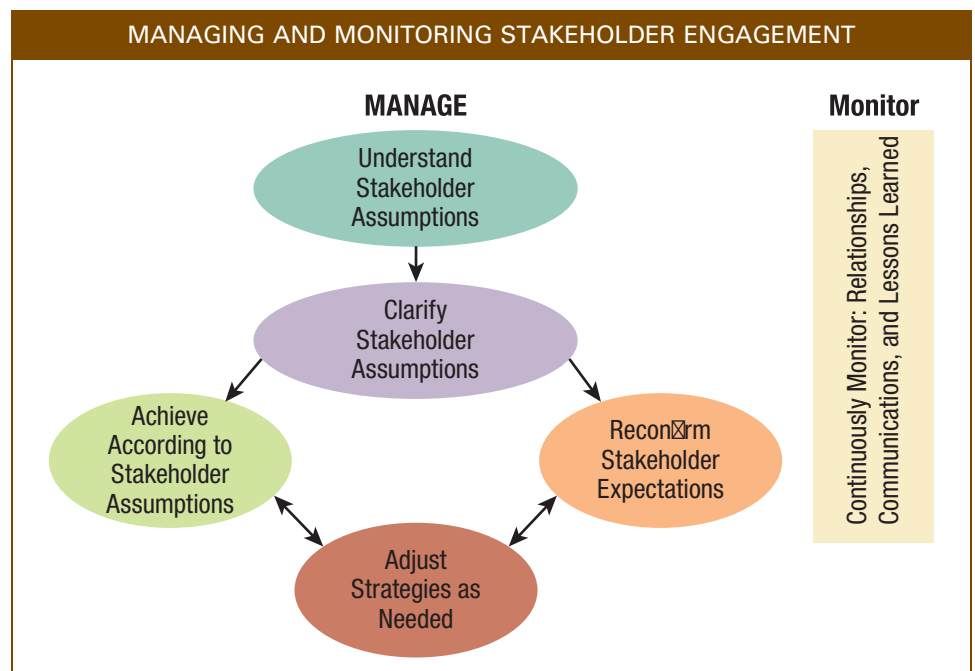 MANAGING AND MONITORING STAKEHOLDER ENGAGEMENT
MANAGE
Understand
Stakeholder
Assumptions
Clarify
Stakeholder
Assumptions
Achieve
According to
Stakeholder
Assumptions
Recon☒rm
Stakeholder
Expectations
Adjust
Strategies as
Needed
Monitor
Continuously Monitor: Relationships,
Communications, and Lessons Learned